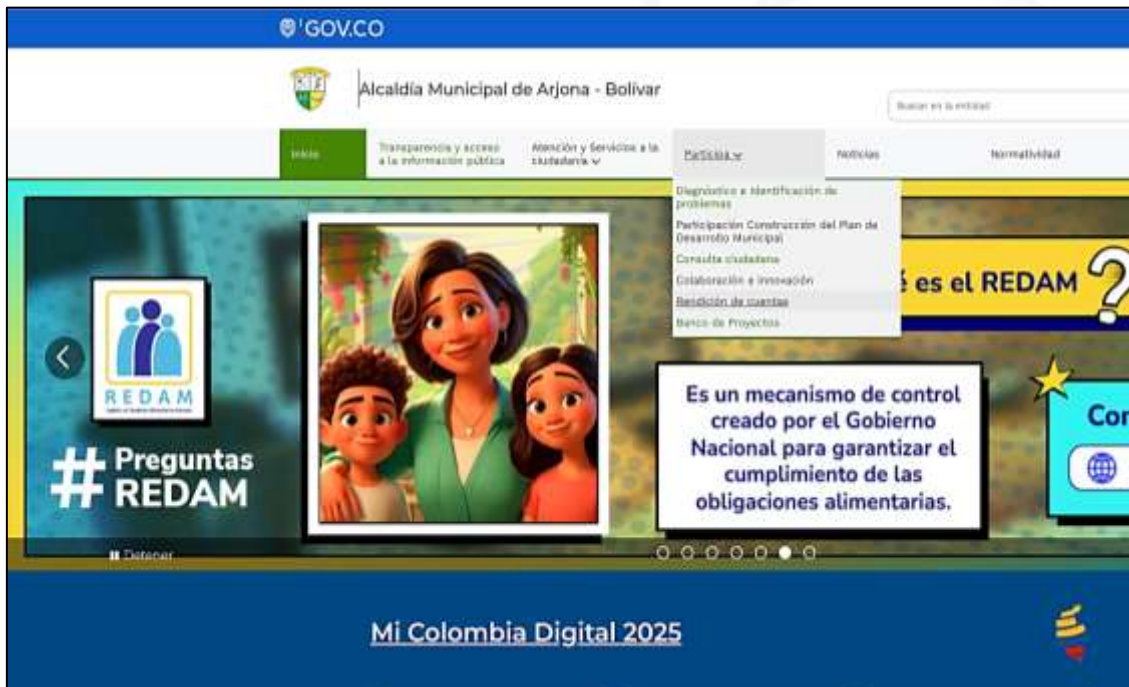 GOV.CO
Alcaldía Municipal de Arjona - Bolívar
Buscar en la entidad
Inicio
Transparencia y acceso
a la información pública
Atención y Servicios a la
ciudadanía
Participa
Noticias
Normatividad
Diagnóstico e identificación de
problemas
Participación Construcción del Plan de
Desarrollo Municipal
Consulta ciudadana
Colaboración e innovación
Rendición de cuentas
Banco de Proyectos
es el REDAM ?
REDAM
# Preguntas
REDAM
Es un mecanismo de control
creado por el Gobierno
Nacional para garantizar el
cumplimiento de las
obligaciones alimentarias.
Con
Detener
Mi Colombia Digital 2025